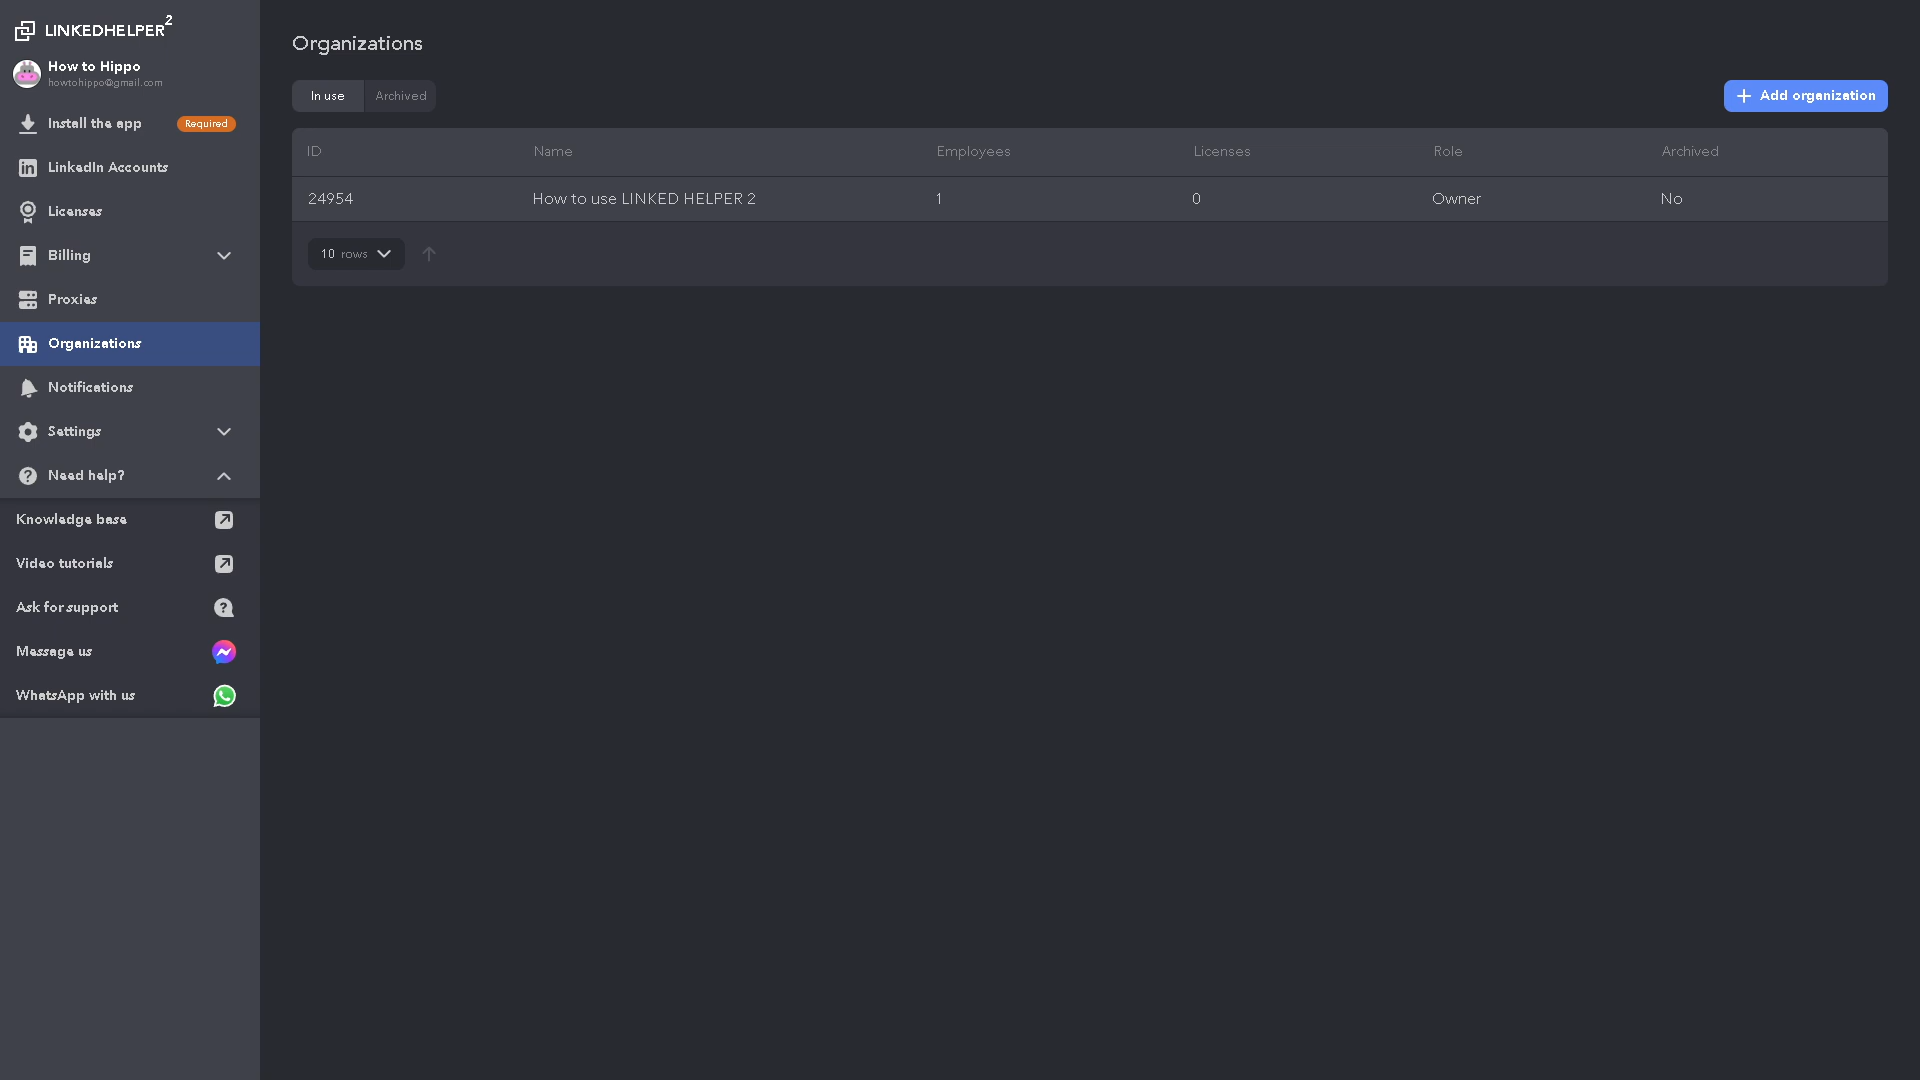 LINKEDHELPER2
How to Hippo
howtohippo@gmail.com
Install the app Required
LinkedIn Accounts
Licenses
Billing
Proxies
Organizations
Notifications
Settings
Need help?
Knowledge base
Video tutorials
Ask for support
Message us
WhatsApp with us
Organizations
In use Archived
Add organization
ID Name Employees Licenses Role Archived
24954 How to use LINKED HELPER 2 1 0 Owner No
10 rows